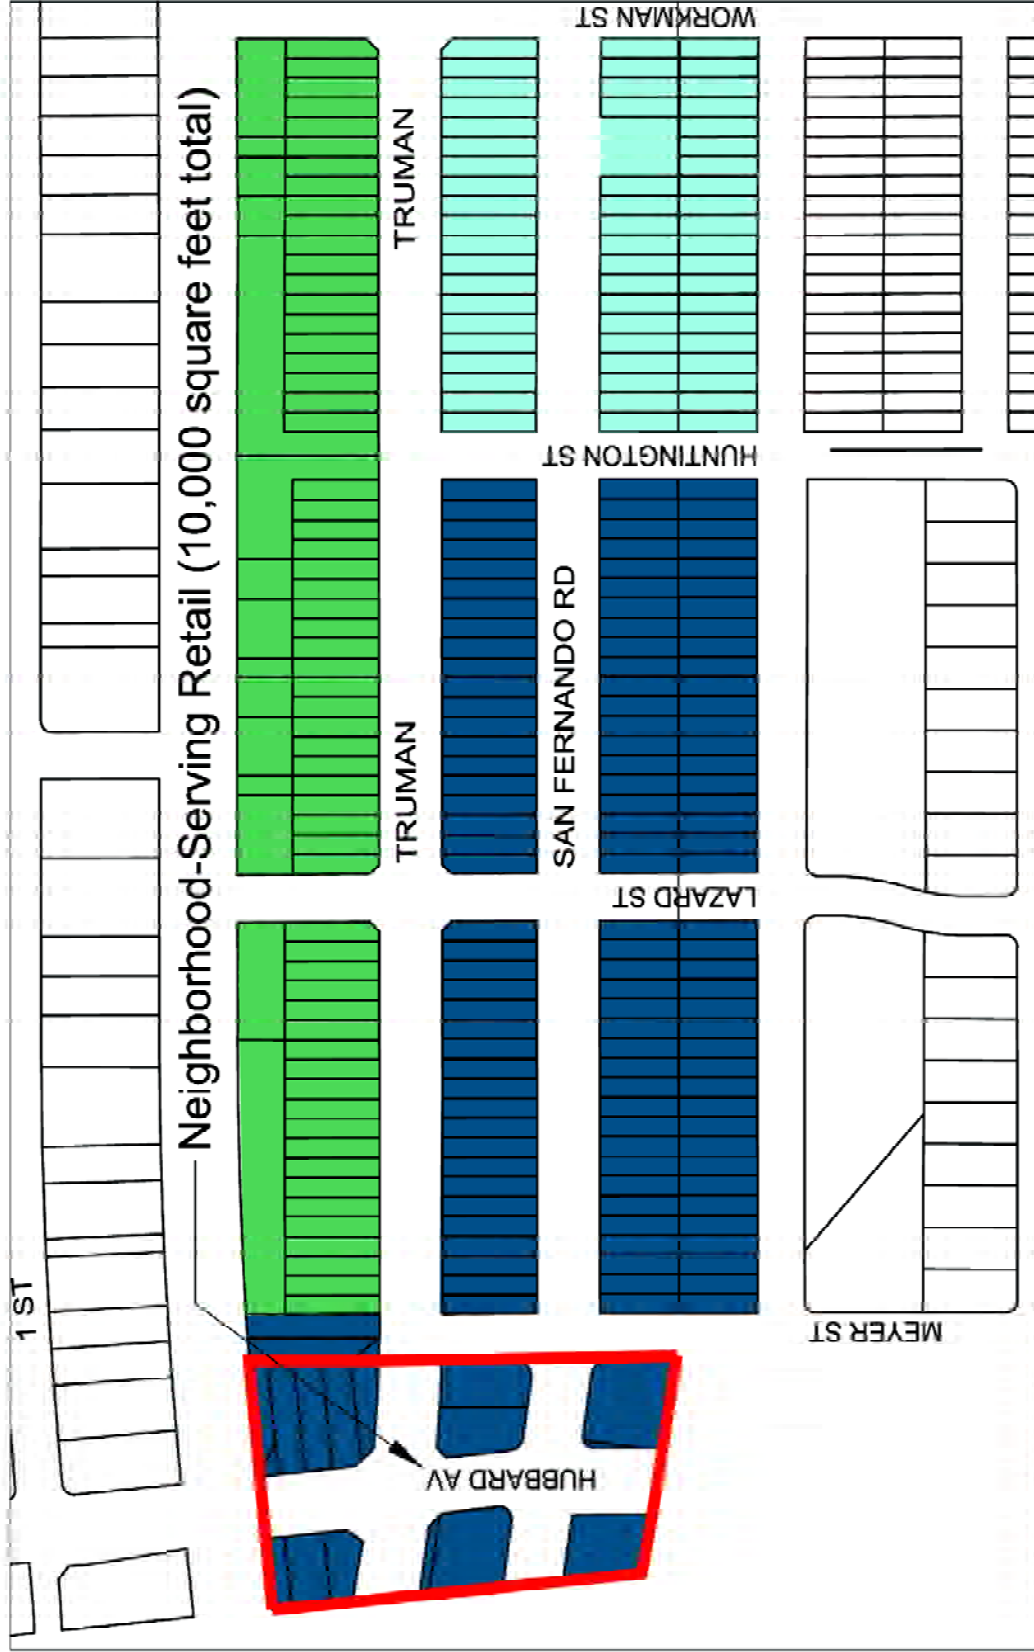 WORKMAN ST
Neighborhood-Serving Retail (10,000 square feet total)
TRUMAN
HUNTINGTON ST
SAN FERNANDO RD
TRUMAN
LAZARD ST
1 ST
MEYER ST
HUBBARD AV